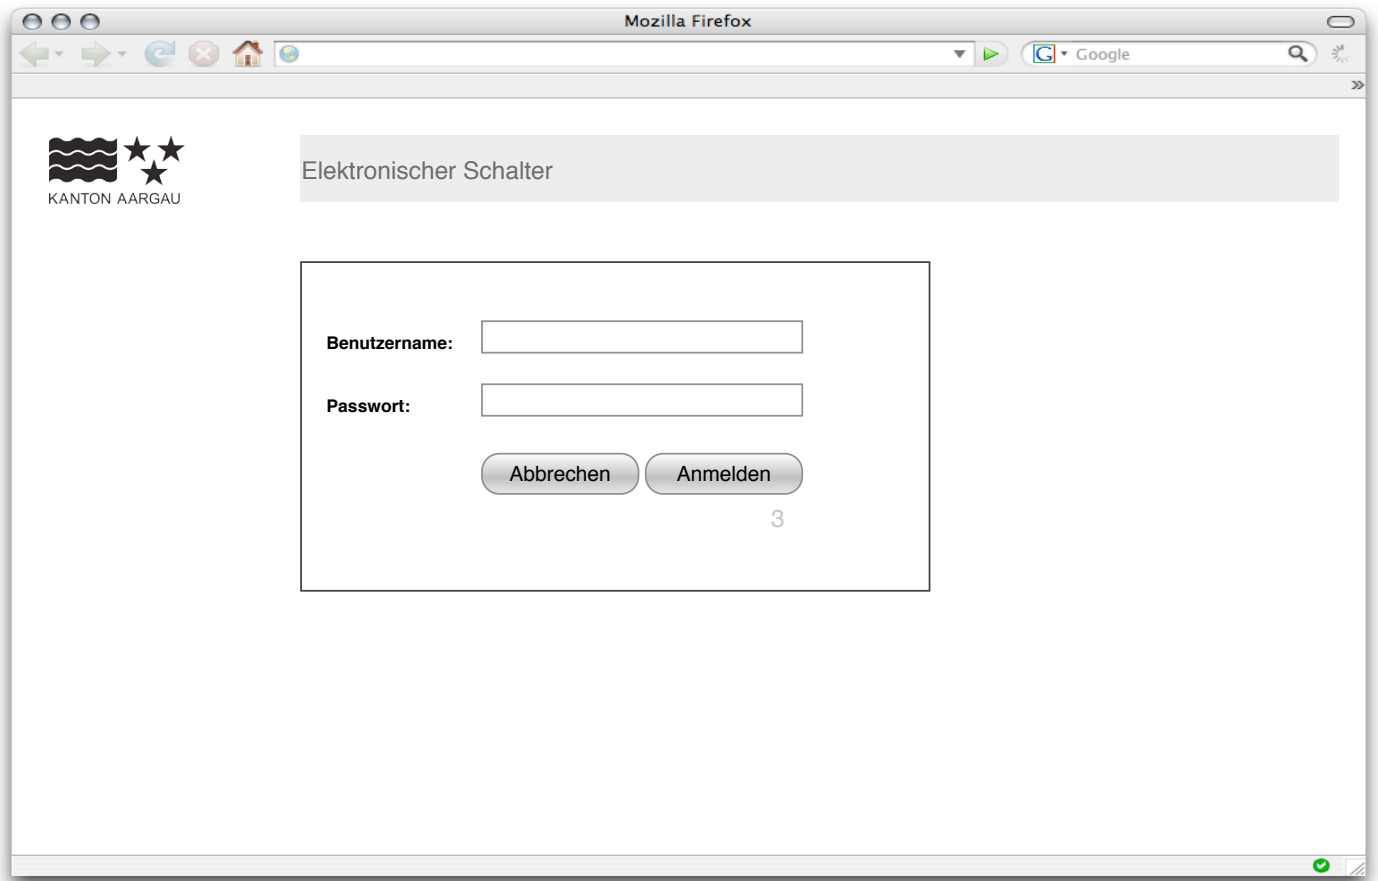 Mozilla Firefox
G Google
»
KANTON AARGAU
Elektronischer Schalter
Benutzername:
Passwort:
Abbrechen Anmelden
3